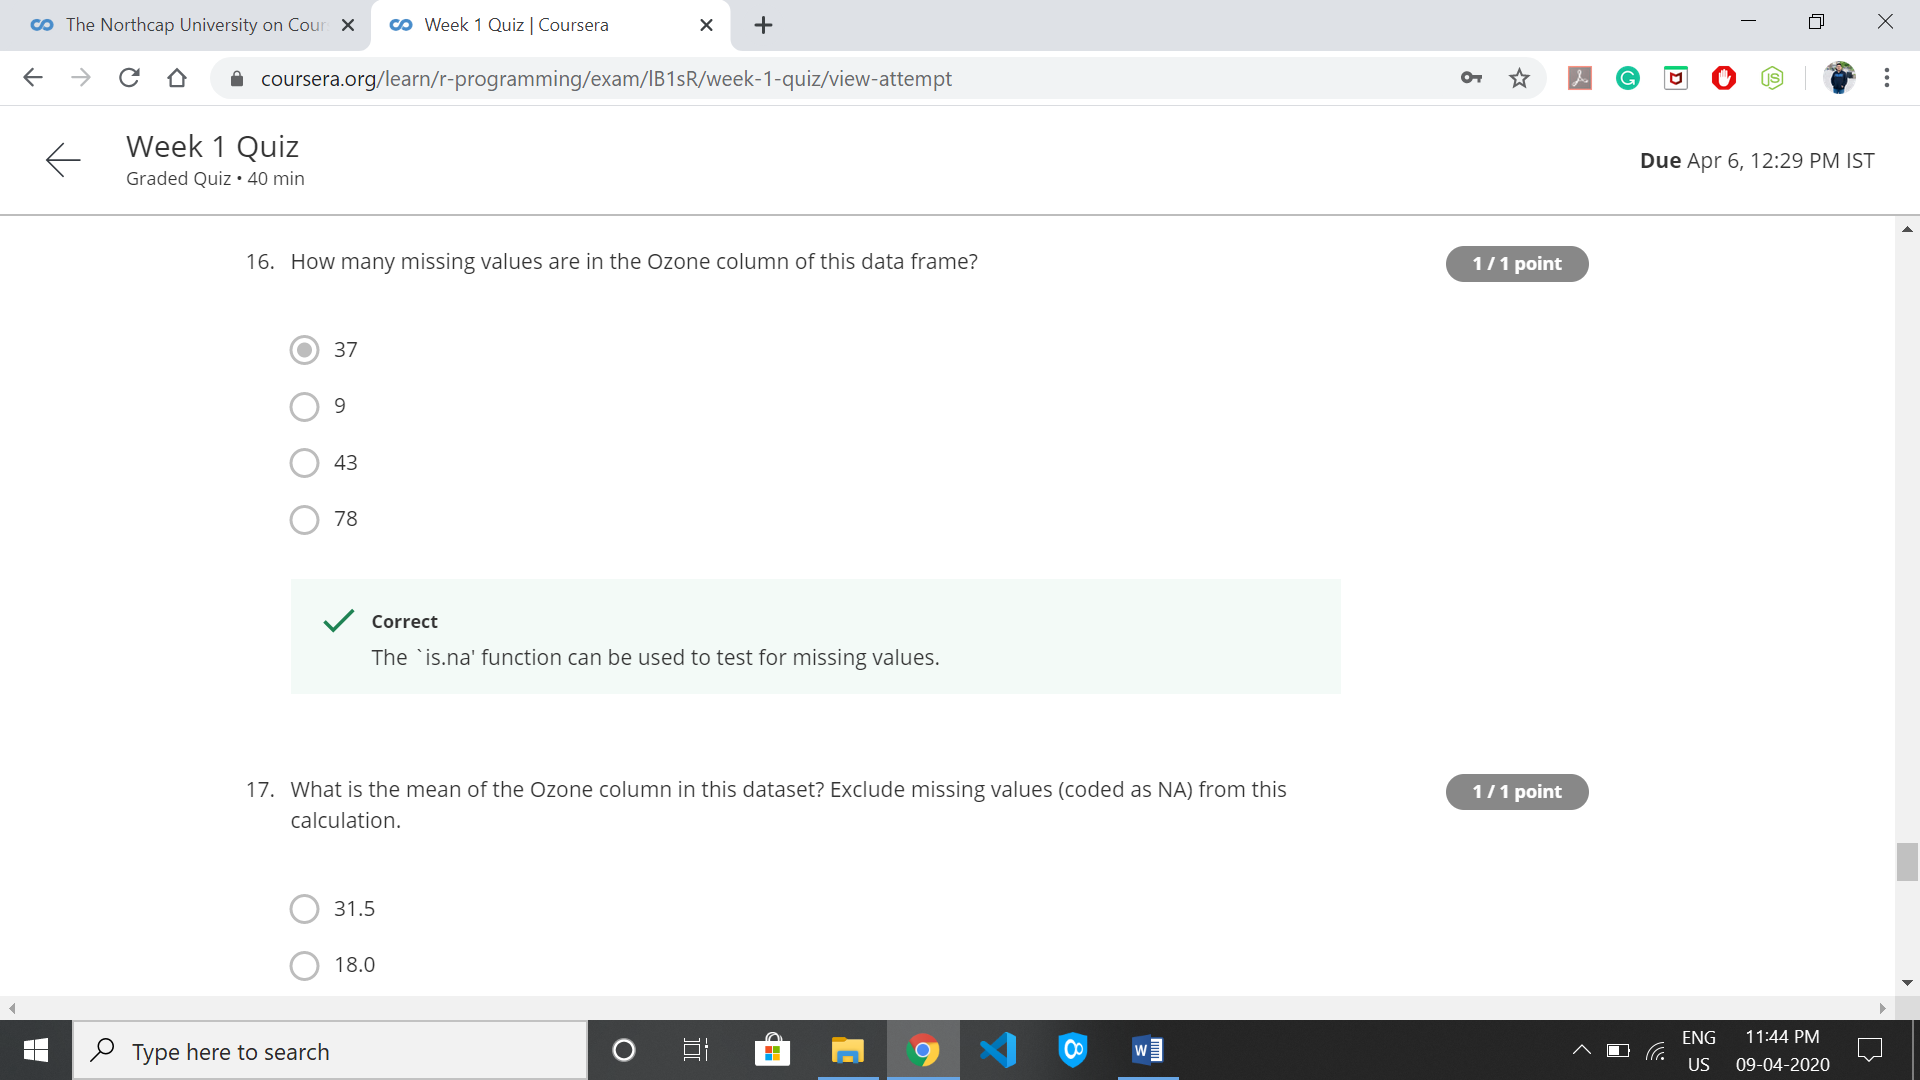 The Northcap University on Cour
Week 1 Quiz | Coursera
coursera.org/learn/r-programming/exam/lB1sR/week-1-quiz/view-attempt
Week 1 Quiz
Graded Quiz • 40 min
Due Apr 6, 12:29 PM IST
16. How many missing values are in the Ozone column of this data frame?
1 / 1 point
37
9
43
78
Correct
The `is.na' function can be used to test for missing values.
17. What is the mean of the Ozone column in this dataset? Exclude missing values (coded as NA) from this
calculation.
1 / 1 point
31.5
18.0
Type here to search
ENG
US
11:44 PM
09-04-2020